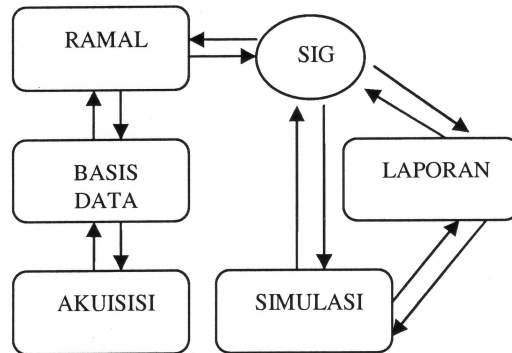 RAMAL
SIG
BASIS
DATA
LAPORAN
AKUISISI
SIMULASI